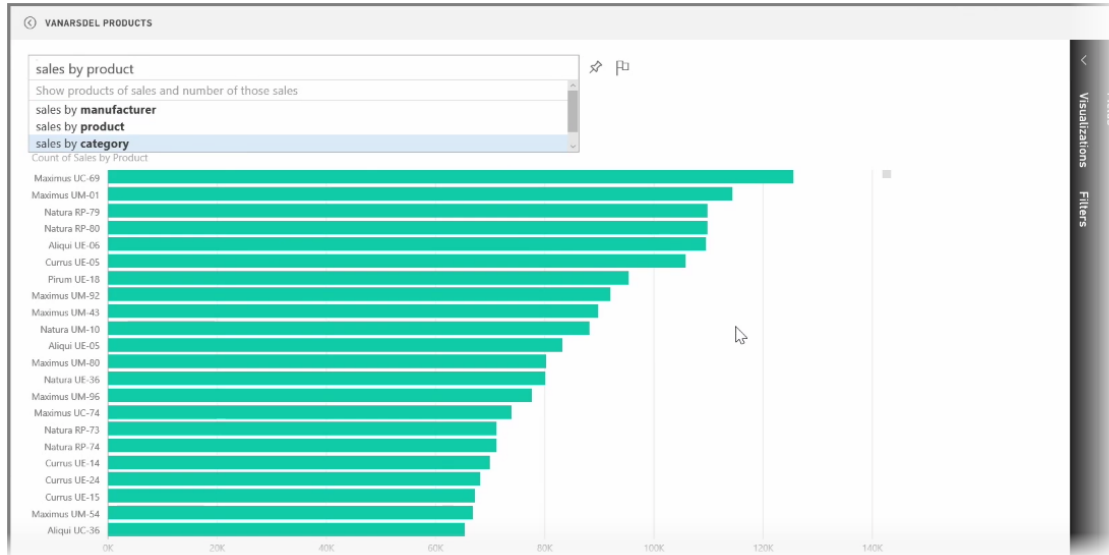 VANARSDEL PRODUCTS
sales by product
Show products of sales and number of those sales
sales by manufacturer
sales by product
sales by category
Count of Sales by Product
Maximus UC-69
Maximus UM-01
Natura RP-79
Natura RP-80
Aliqui UE-06
Currus UE-05
Pirum UE-18
Maximus UM-92
Maximus UM-43
Natura UM-10
Aliqui UE-05
Maximus UM-80
Natura UE-36
Maximus UM-96
Maximus UC-74
Natura RP-73
Natura RP-74
Currus UE-14
Currus UE-24
Currus UE-15
Maximus UM-54
Aliqui UC-36
0K 20K 40K 60K 80K 100K 120K 140K
Visualizations
Filters